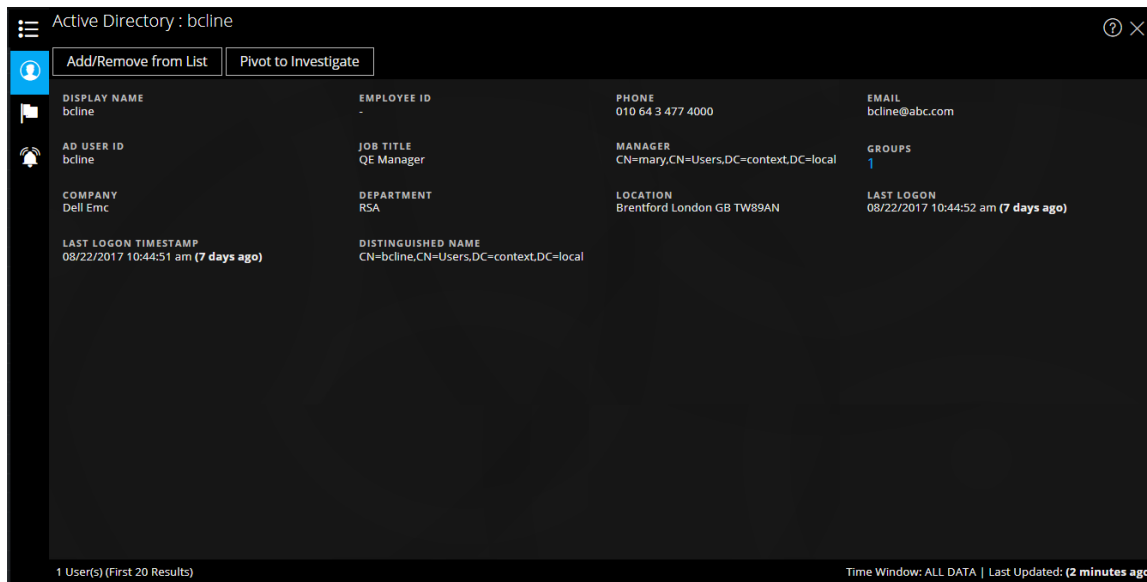 Active Directory : bcline
Add/Remove from List Pivot to Investigate
DISPLAY NAME EMPLOYEE ID PHONE EMAIL
bcline - 010 64 3 477 4000 bcline@abc.com
AD USER ID JOB TITLE MANAGER GROUPS
bcline QE Manager CN=mary,CN=Users,DC=context,DC=local 1
COMPANY DEPARTMENT LOCATION LAST LOGON
Dell Emc RSA Brentford London GB TW89AN 08/22/2017 10:44:52 am (7 days ago)
LAST LOGON TIMESTAMP DISTINGUISHED NAME
08/22/2017 10:44:51 am (7 days ago) CN=bcline,CN=Users,DC=context,DC=local
1 User(s) (First 20 Results) Time Window: ALL DATA | Last Updated: (2 minutes ago